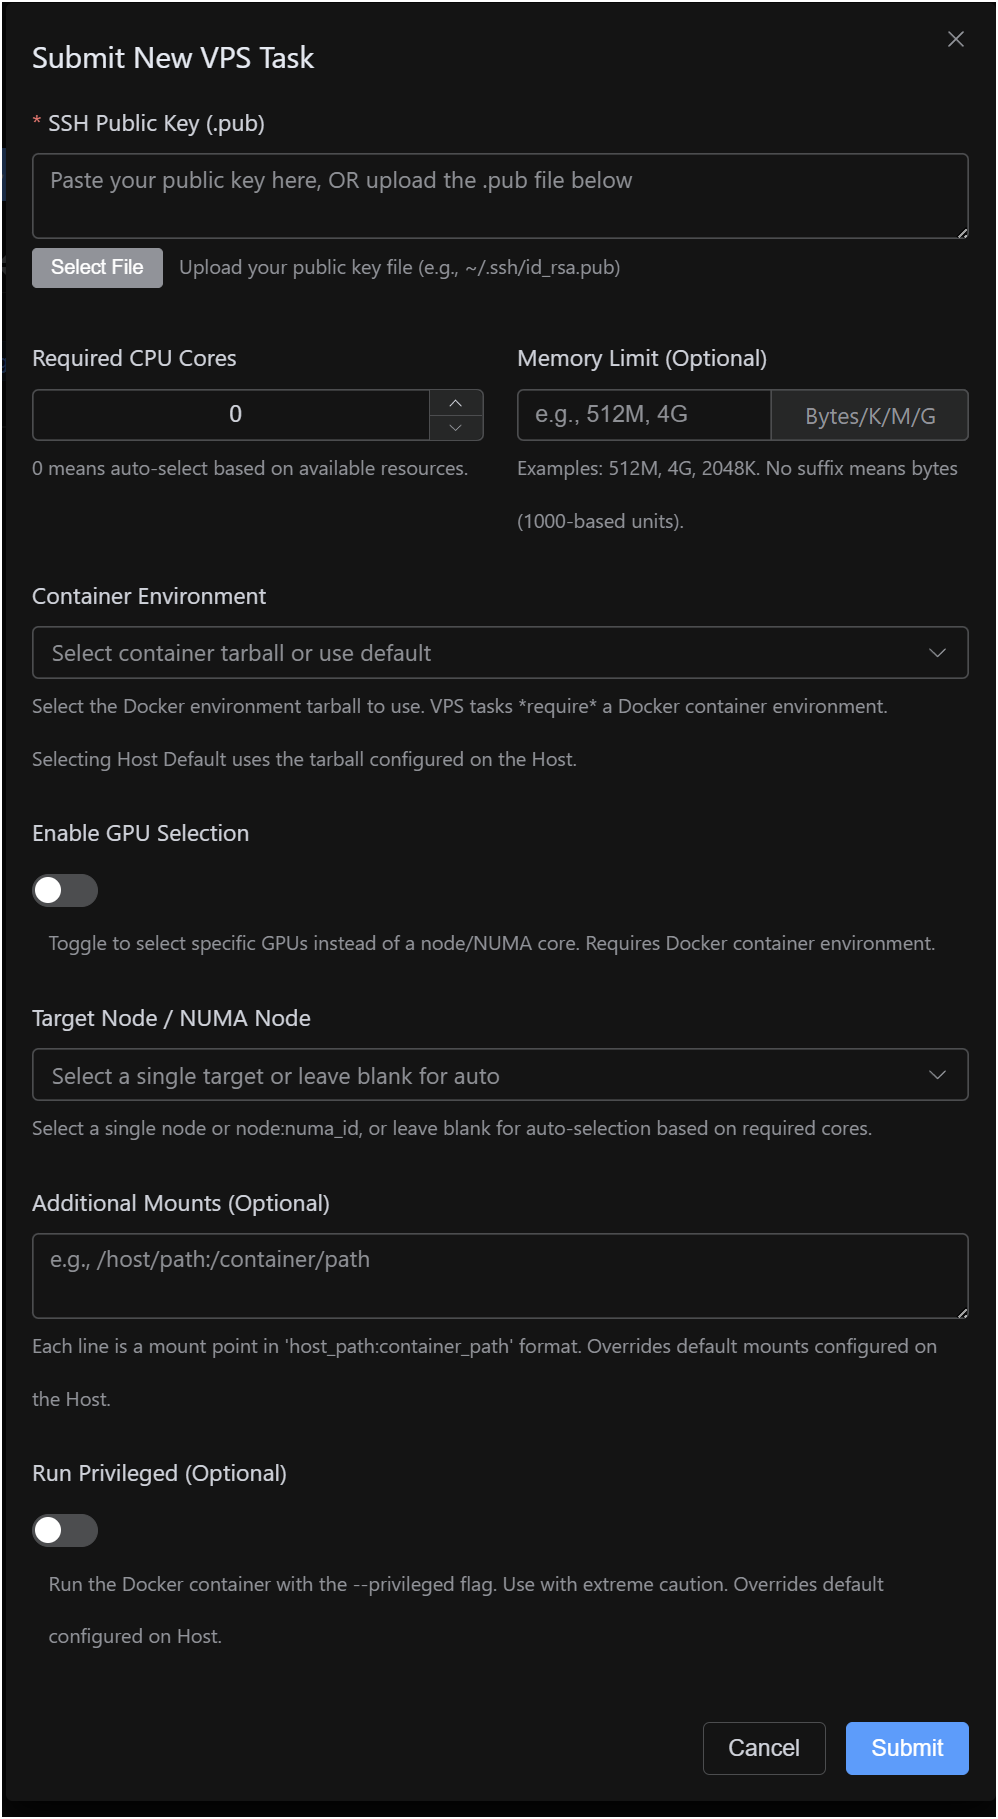 Submit New VPS Task
* SSH Public Key (.pub)
Paste your public key here, OR upload the .pub file below
Select File Upload your public key file (e.g., ~/.ssh/id_rsa.pub)
Required CPU Cores
0
0 means auto-select based on available resources.
Memory Limit (Optional)
e.g., 512M, 4G Bytes/K/M/G
Examples: 512M, 4G, 2048K. No suffix means bytes
(1000-based units).
Container Environment
Select container tarball or use default
Select the Docker environment tarball to use. VPS tasks *require* a Docker container environment.
Selecting Host Default uses the tarball configured on the Host.
Enable GPU Selection
Toggle to select specific GPUs instead of a node/NUMA core. Requires Docker container environment.
Target Node / NUMA Node
Select a single target or leave blank for auto
Select a single node or node:numa_id, or leave blank for auto-selection based on required cores.
Additional Mounts (Optional)
e.g., /host/path:/container/path
Each line is a mount point in 'host_path:container_path' format. Overrides default mounts configured on
the Host.
Run Privileged (Optional)
Run the Docker container with the --privileged flag. Use with extreme caution. Overrides default
configured on Host.
Cancel Submit